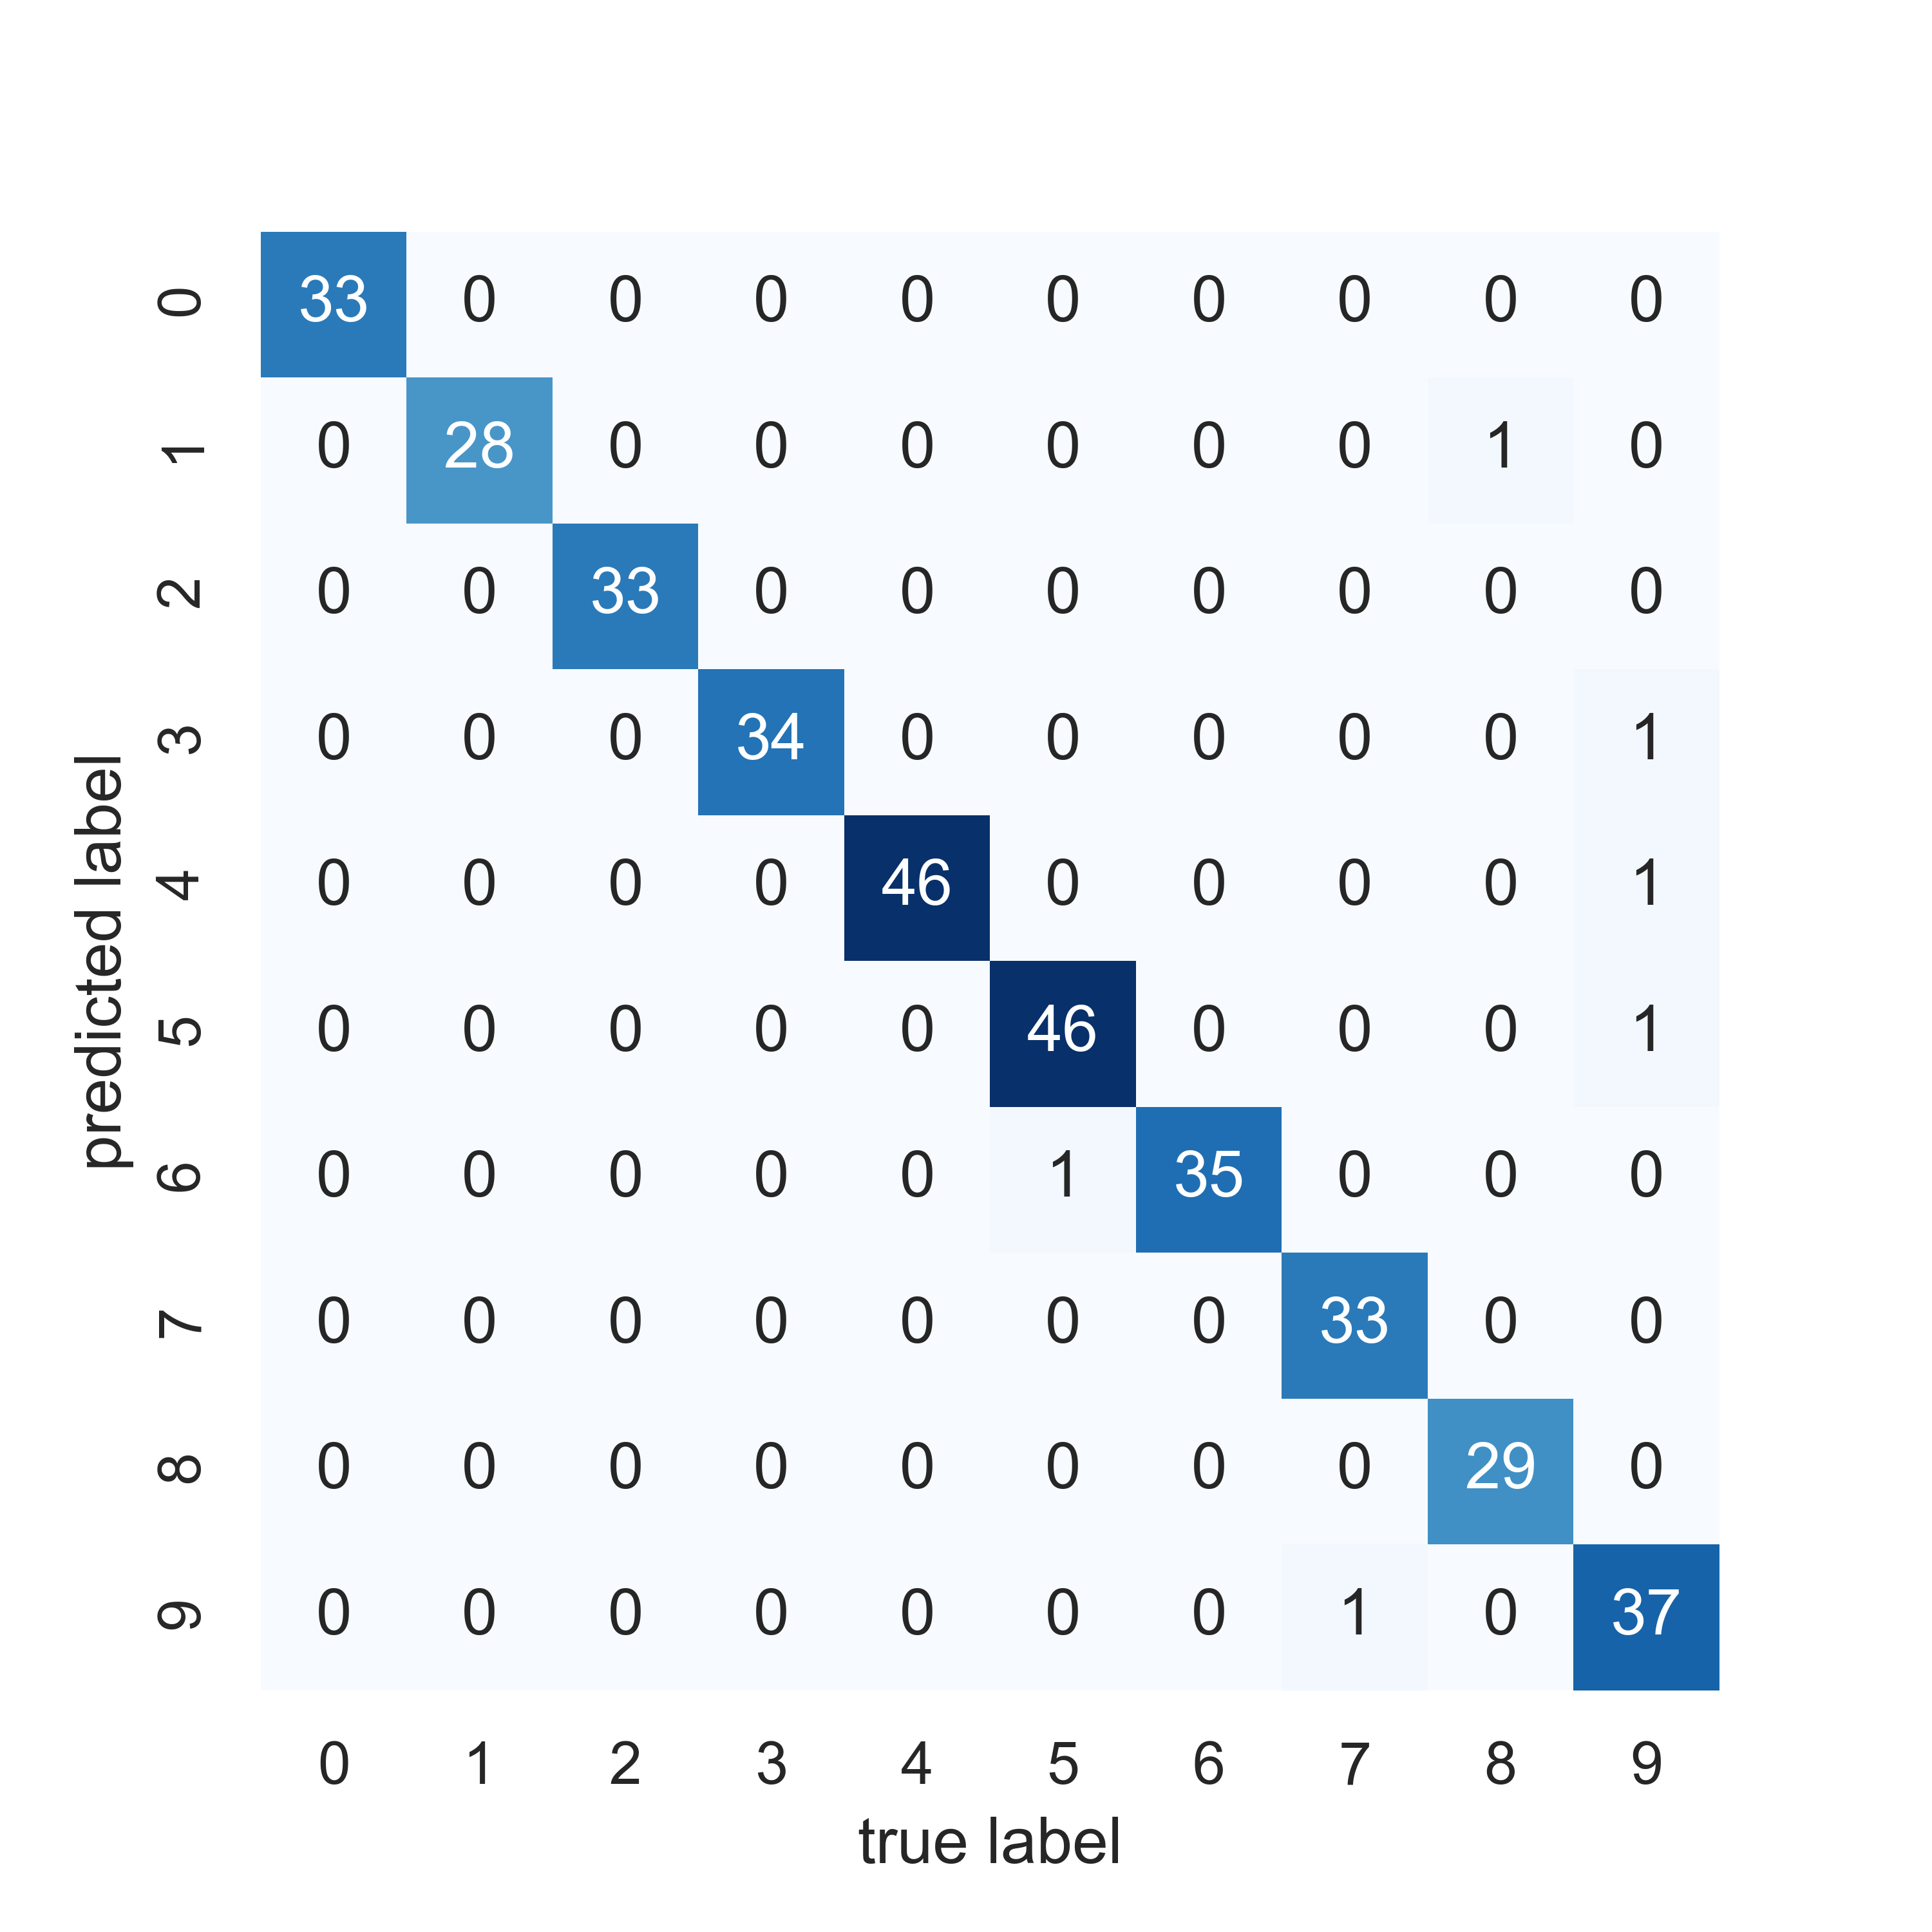 0 33 0 0 0 0 0 0 0 0 0
1 0 28 0 0 0 0 0 0 1 0
2 0 0 33 0 0 0 0 0 0 0
3 0 0 0 34 0 0 0 0 0 1
4 0 0 0 0 46 0 0 0 0 1
5 0 0 0 0 0 46 0 0 0 1
6 0 0 0 0 0 1 35 0 0 0
7 0 0 0 0 0 0 0 33 0 0
8 0 0 0 0 0 0 0 0 29 0
9 0 0 0 0 0 0 0 1 0 37
0 1 2 3 4 5 6 7 8 9
true label
predicted label